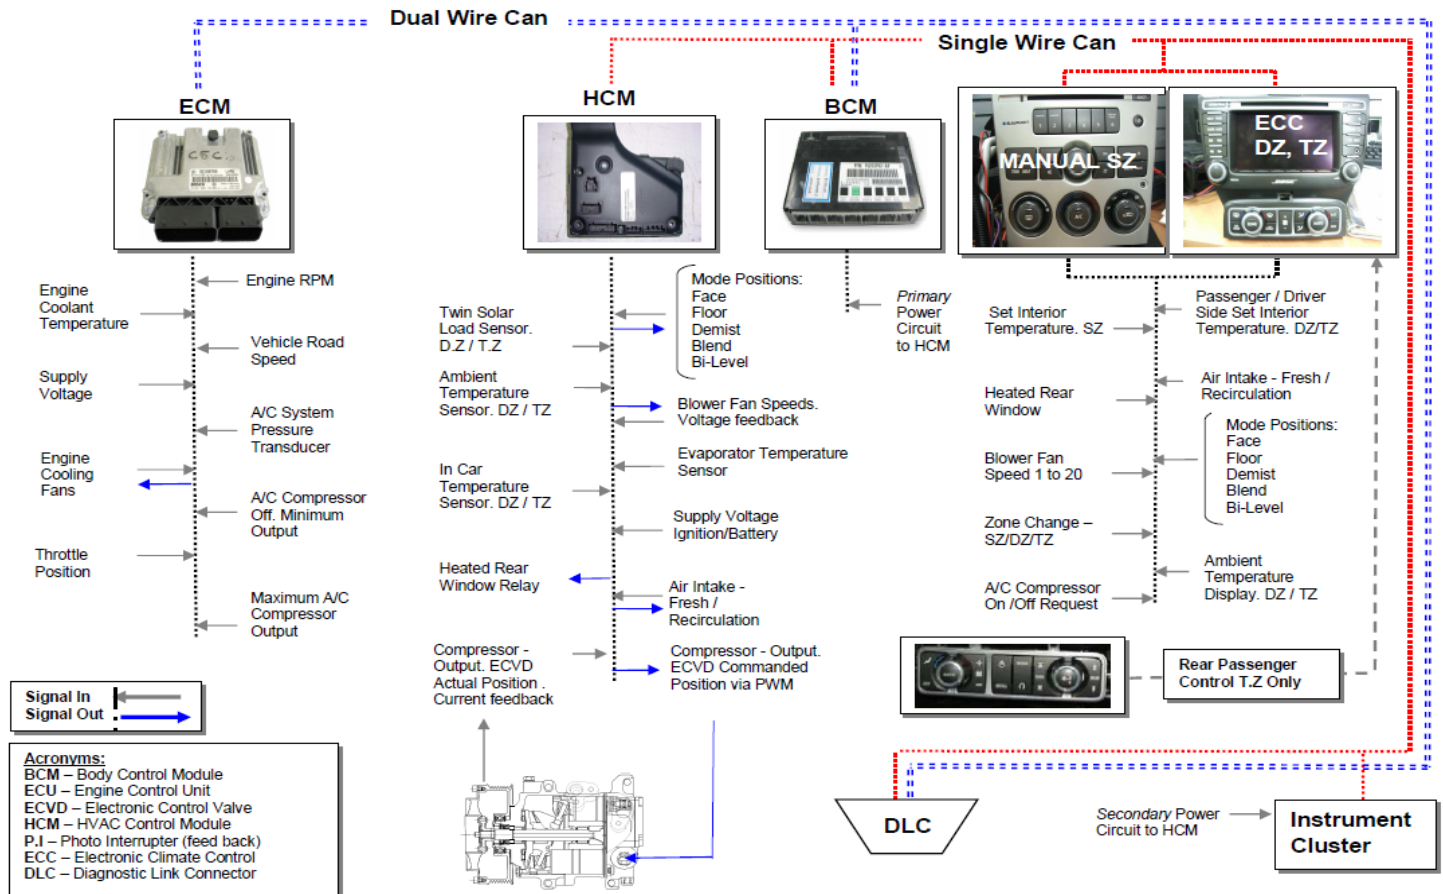 Dual Wire Can
Single Wire Can
ECM
HCM
BCM
MANUAL SZ
ECC
DZ, TZ
Engine
Coolant
Temperature
Engine RPM
Vehicle Road
Speed
Supply
Voltage
A/C System
Pressure
Transducer
Engine
Cooling
Fans
A/C Compressor
Off. Minimum
Output
Throttle
Position
Maximum A/C
Compressor
Output
Twin Solar
Load Sensor.
D.Z / T.Z
Mode Positions:
Face
Floor
Demist
Blend
Bi-Level
Ambient
Temperature
Sensor. DZ / TZ
Blower Fan Speeds.
Voltage feedback
Evaporator Temperature
Sensor
In Car
Temperature
Sensor. DZ / TZ
Supply Voltage
Ignition/Battery
Heated Rear
Window Relay
Air Intake -
Fresh /
Recirculation
Compressor -
Output. ECVD
Actual Position .
Current feedback
Compressor - Output.
ECVD Commanded
Position via PWM
Primary
Power
Circuit
to HCM
Set Interior
Temperature. SZ
Passenger / Driver
Side Set Interior
Temperature. DZ/TZ
Air Intake - Fresh /
Recirculation
Heated Rear
Window
Mode Positions:
Face
Floor
Demist
Blend
Bi-Level
Blower Fan
Speed 1 to 20
Zone Change –
SZ/DZ/TZ
Ambient
Temperature
Display. DZ / TZ
A/C Compressor
On /Off Request
Rear Passenger
Control T.Z Only
Signal In
Signal Out
Acronyms:
BCM – Body Control Module
ECU – Engine Control Unit
ECVD – Electronic Control Valve
HCM – HVAC Control Module
P.I – Photo Interrupter (feed back)
ECC – Electronic Climate Control
DLC – Diagnostic Link Connector
DLC
Secondary Power
Circuit to HCM
Instrument
Cluster